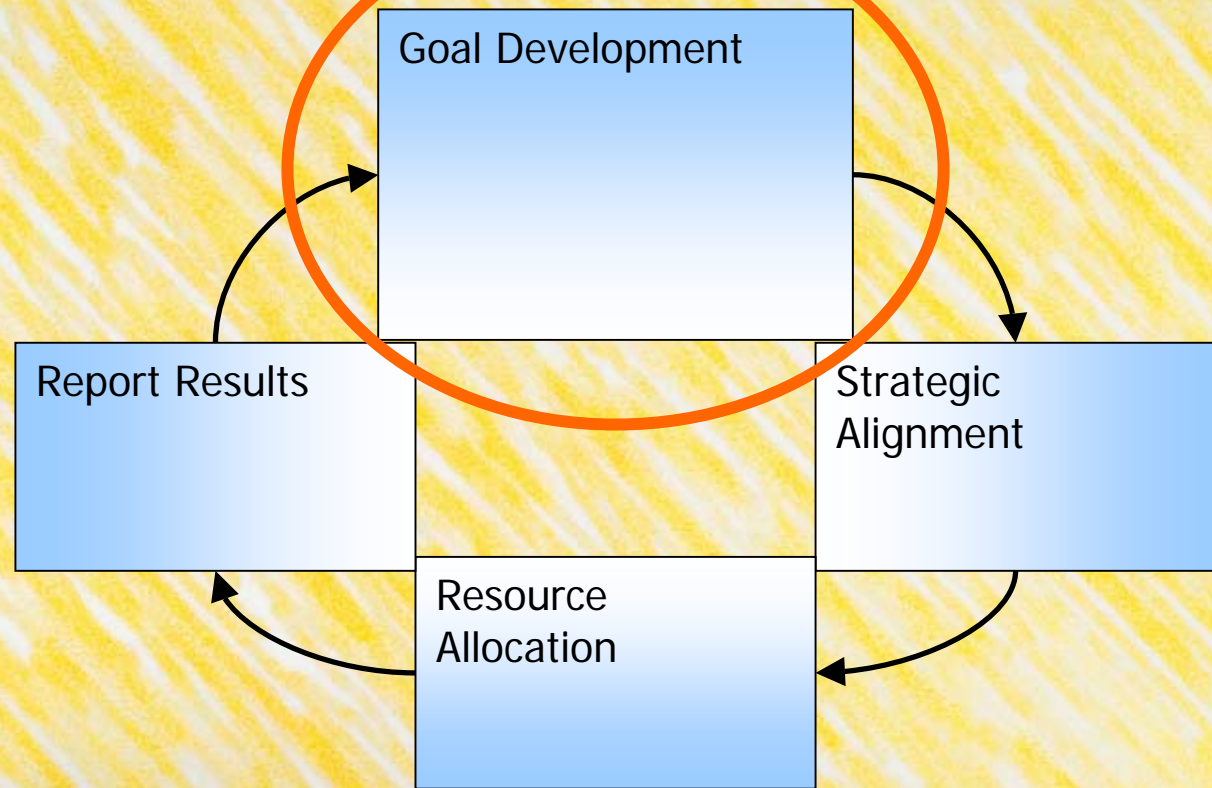 Goal Development
Report Results
Strategic
Alignment
Resource
Allocation